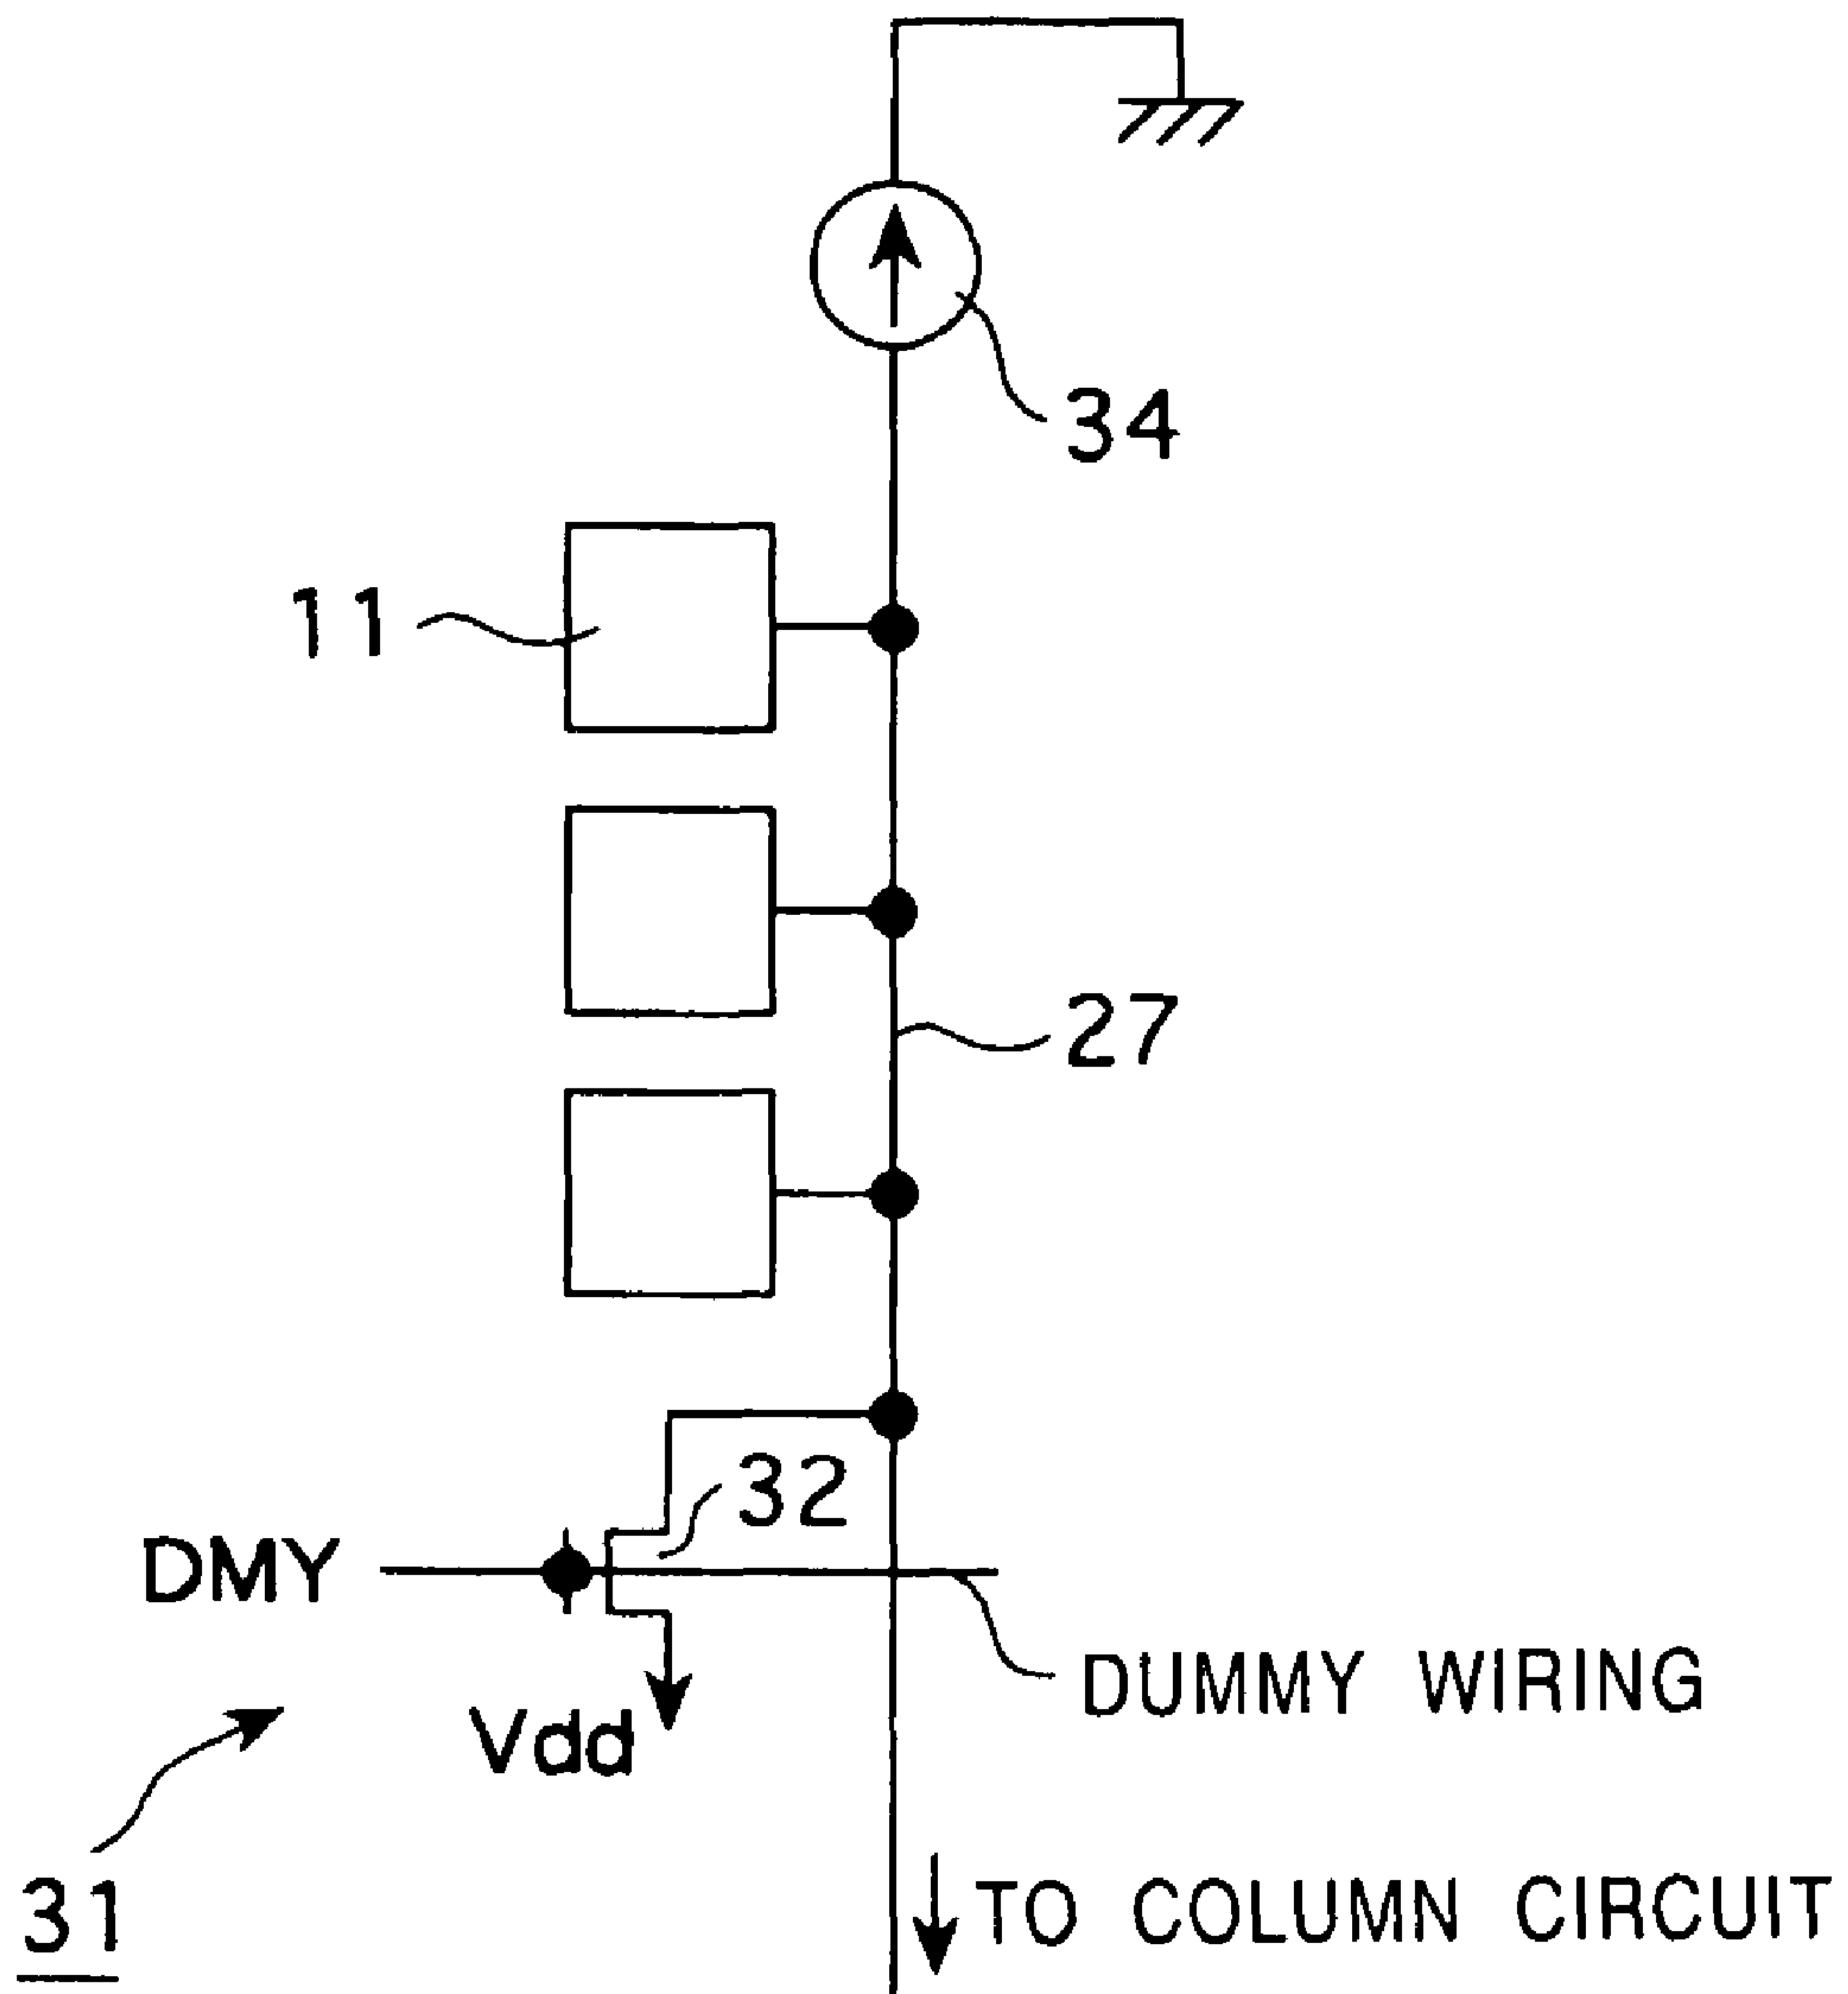 34
11
27
32
DMY
DUMMY WIRING
Vdd
31
TO COLUMN CIRCUIT